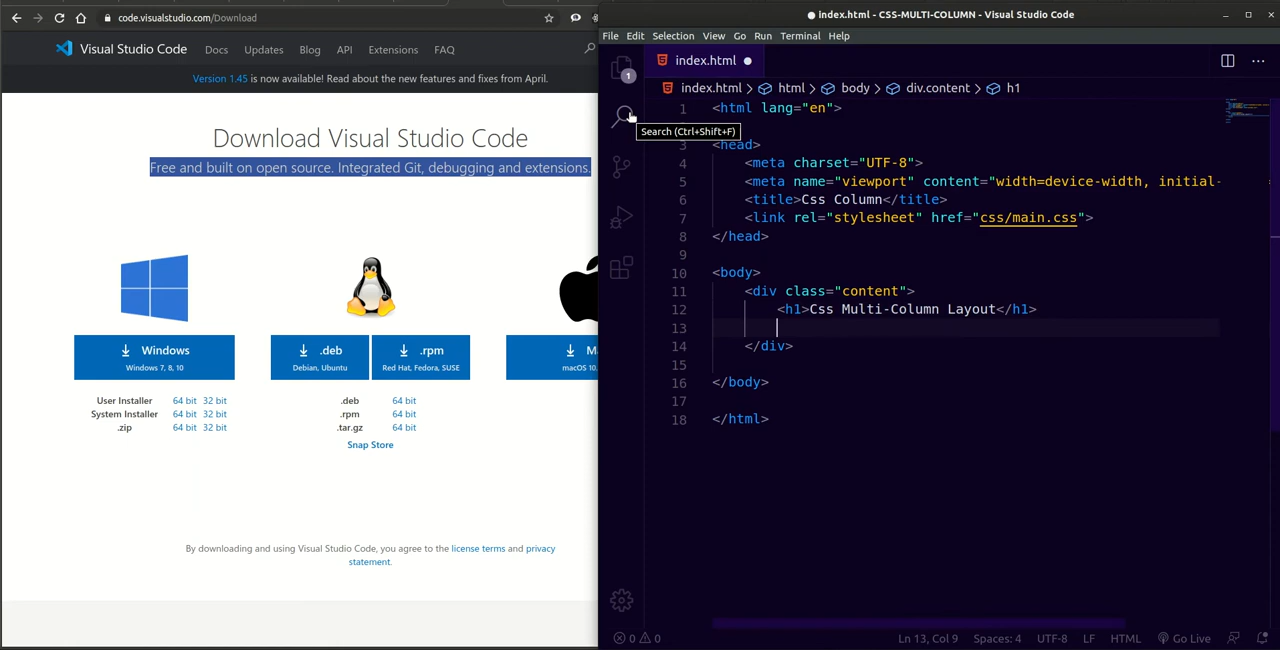 code.visualstudio.com/Download
Visual Studio Code
Docs
Updates
Blog
API
Extensions
FAQ
Version 1.45 is now available! Read about the new features and fixes from April.
Download Visual Studio Code
Free and built on open source. Integrated Git, debugging and extensions.
Windows
Windows 7, 8, 10
.deb
Debian, Ubuntu
.rpm
Red Hat, Fedora, SUSE
macOS 10.
User Installer 64 bit 32 bit
System Installer 64 bit 32 bit
.zip 64 bit 32 bit
.deb 64 bit
.rpm 64 bit
.tar.gz 64 bit
Snap Store
By downloading and using Visual Studio Code, you agree to the license terms and privacy
statement.
● index.html - CSS-MULTI-COLUMN - Visual Studio Code
File Edit Selection View Go Run Terminal Help
1
index.html ●
index.html > html > body > div.content > h1
Search (Ctrl+Shift+F)
1 <html lang="en">
3 <head>
4 <meta charset="UTF-8">
5 <meta name="viewport" content="width=device-width, initial-
6 <title>Css Column</title>
7 <link rel="stylesheet" href="css/main.css">
8 </head>
9
10 <body>
11 <div class="content">
12 <h1>Css Multi-Column Layout</h1>
13
14 </div>
15
16 </body>
17
18 </html>
0 0
Ln 13, Col 9
Spaces: 4
UTF-8
LF
HTML
Go Live